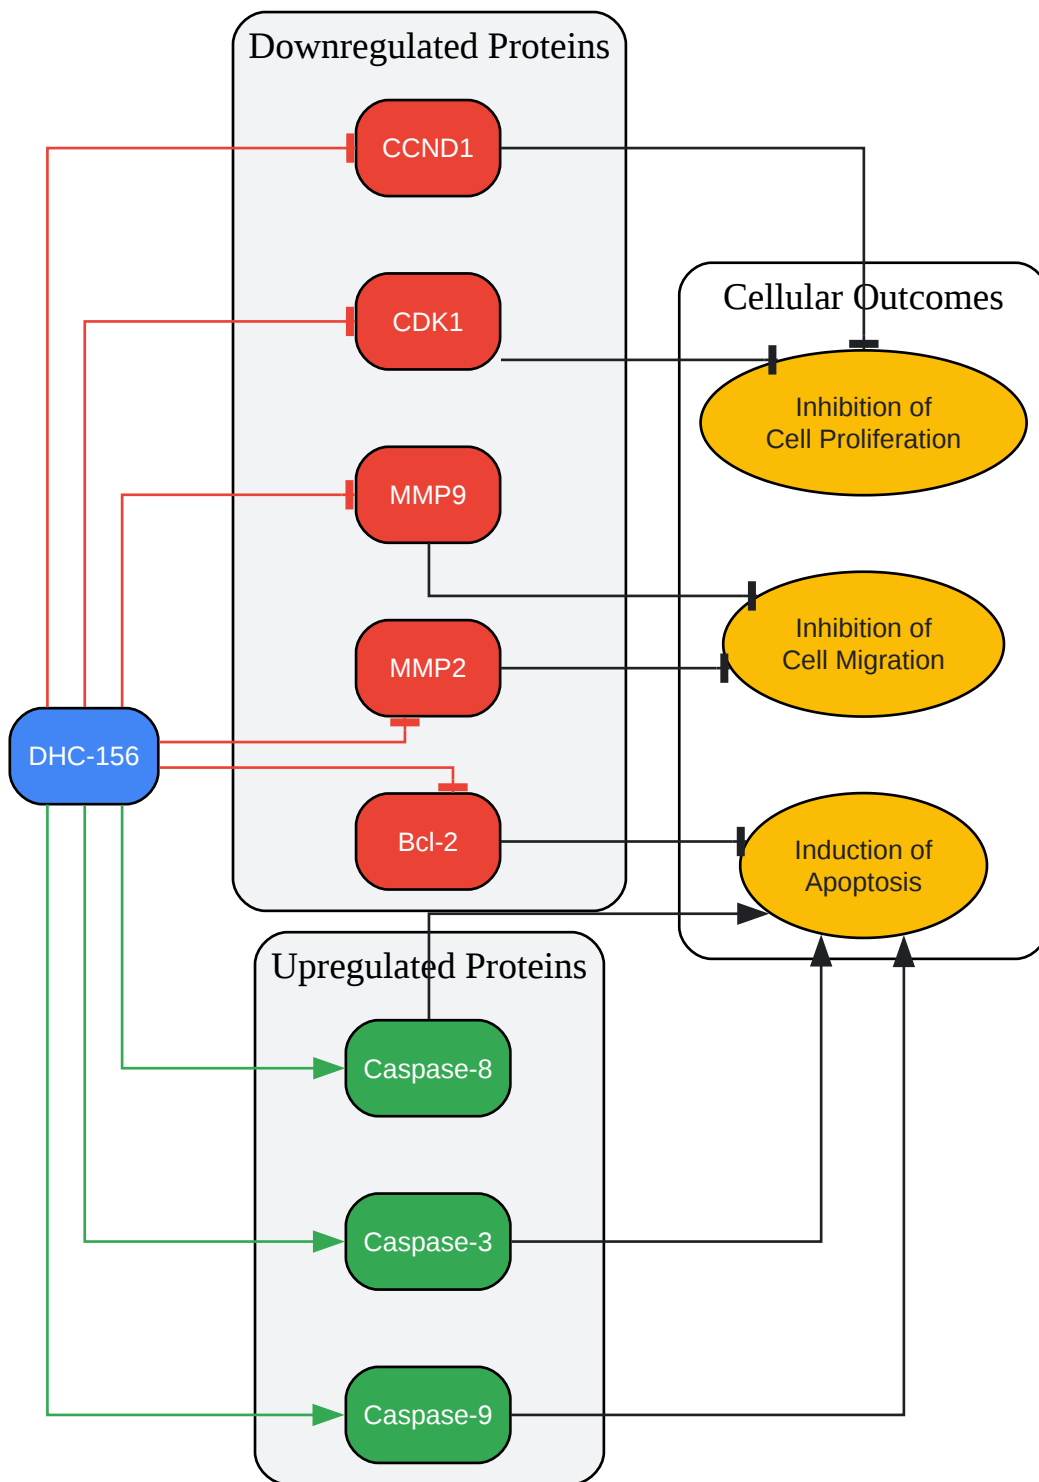 Downregulated Proteins
CCND1
CDK1
MMP9
MMP2
Bcl-2
DHC-156
Cellular Outcomes
Inhibition of
Cell Proliferation
Inhibition of
Cell Migration
Induction of
Apoptosis
Upregulated Proteins
Caspase-8
Caspase-3
Caspase-9